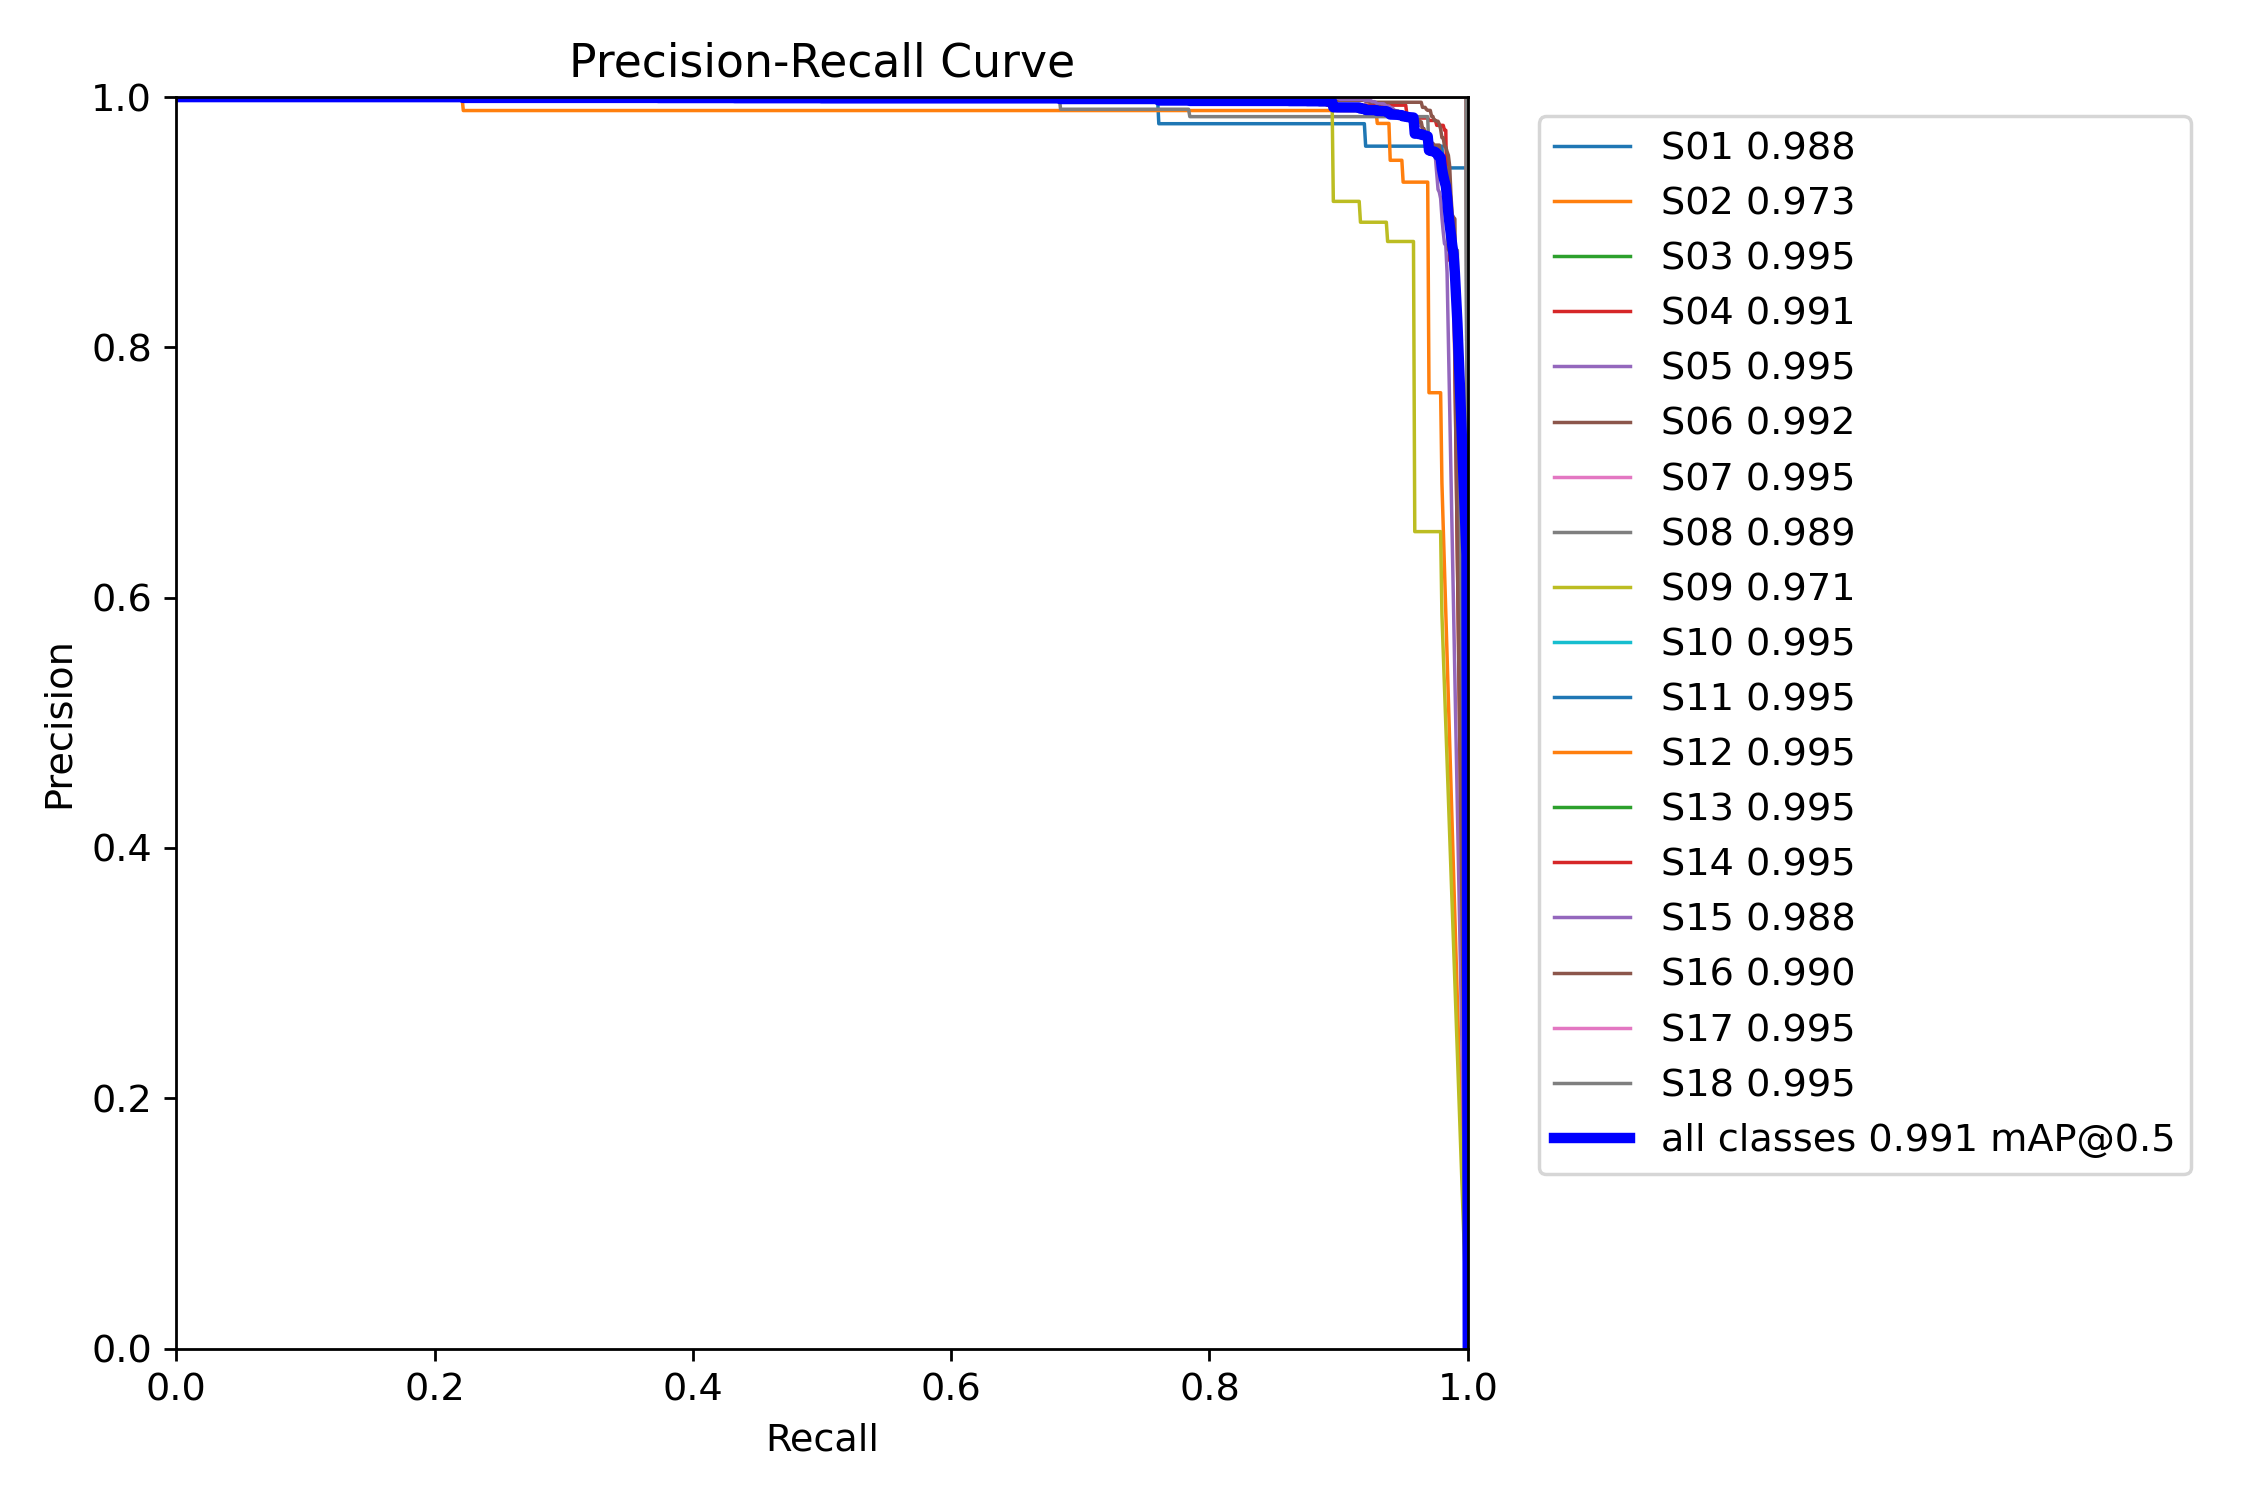 Precision-Recall Curve
1.0
0.8
0.6
0.4
0.2
0.0
Precision
0.0 0.2 0.4 0.6 0.8 1.0
Recall
S01 0.988
S02 0.973
S03 0.995
S04 0.991
S05 0.995
S06 0.992
S07 0.995
S08 0.989
S09 0.971
S10 0.995
S11 0.995
S12 0.995
S13 0.995
S14 0.995
S15 0.988
S16 0.990
S17 0.995
S18 0.995
all classes 0.991 mAP@0.5